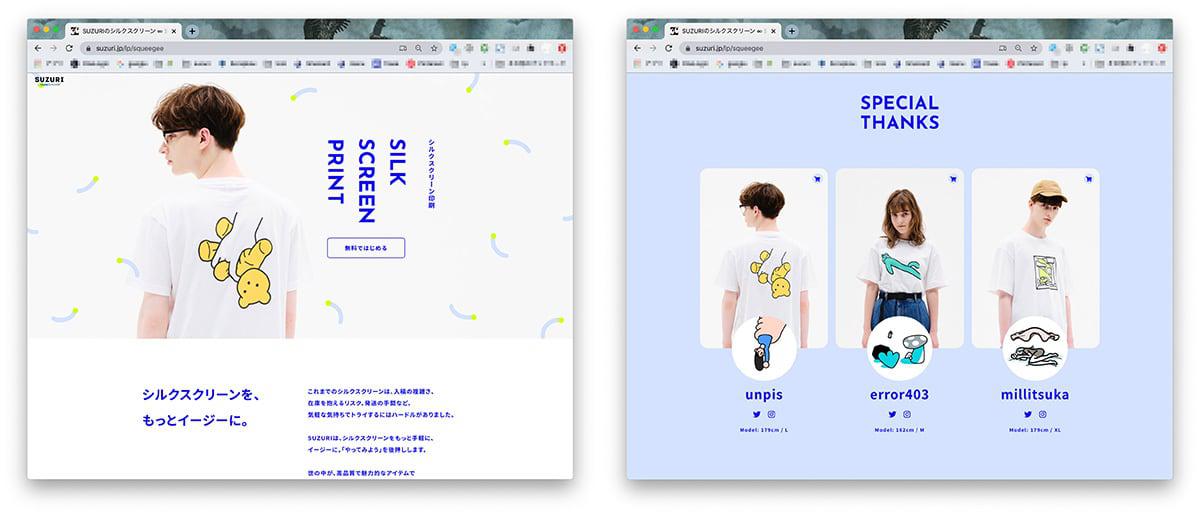 SUZURIのシルクスクリーン ∞
suzuri.jp/lp/squeegee
SUZURI
SILK
SCREEN
PRINT
シルクスクリーン印刷
無料ではじめる
シルクスクリーンを、
もっとイージーに。
これまでのシルクスクリーンは、入稿の複雑さ、
在庫を抱えるリスク、発送の手間など、
気軽な気持ちでトライするにはハードルがありました。
SUZURIは、シルクスクリーンをもっと手軽に、
イージーに。「やってみよう」を後押しします。
世の中が、高品質で魅力的なアイテムで
SUZURIのシルクスクリーン ∞
suzuri.jp/lp/squeegee
SPECIAL
THANKS
unpis
Model: 179cm / L
error403
Model: 162cm / M
millitsuka
Model: 179cm / XL